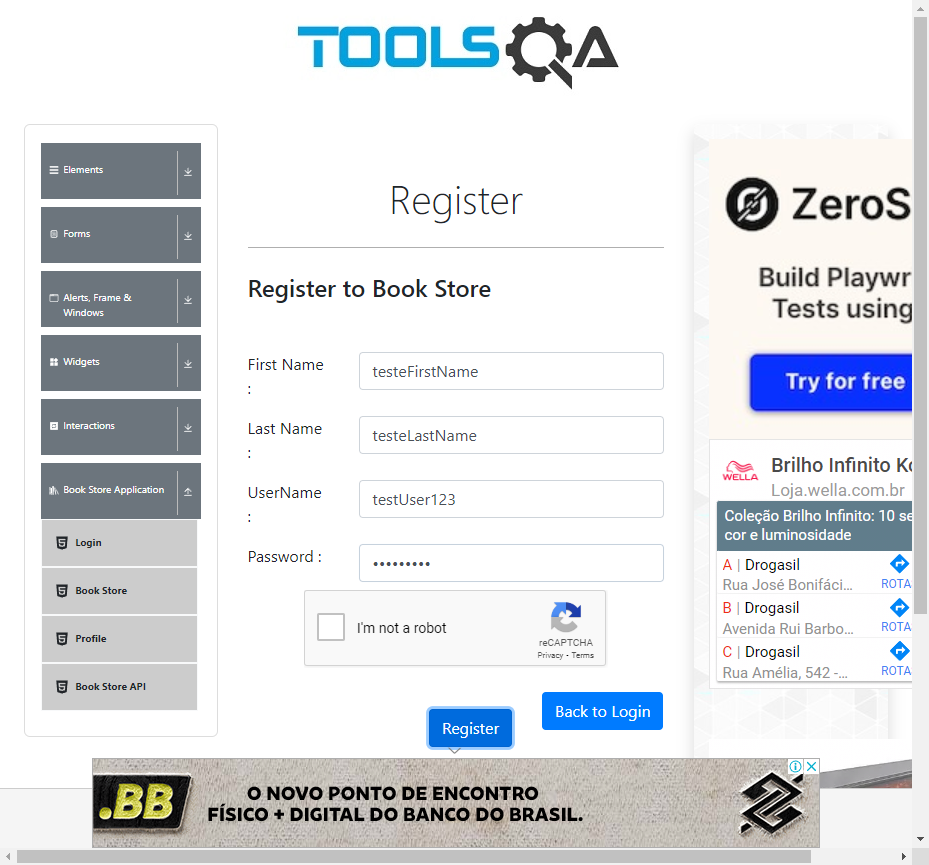 TOOLSQA
Elements
Forms
Alerts, Frame &
Windows
Widgets
Interactions
Book Store Application
Login
Book Store
Profile
Book Store API
Register
Register to Book Store
First Name
:
testeFirstName
Last Name
:
testeLastName
UserName
:
testUser123
Password :
•••••••••
I'm not a robot
reCAPTCHA
Privacy - Terms
Register
Back to Login
ZeroS
Build Playwr
Tests using
Try for free
WELLA
Brilho Infinito Ko
Loja.wella.com.br
Coleção Brilho Infinito: 10 se
cor e luminosidade
A | Drogasil
Rua José Bonifáci...
ROTA
B | Drogasil
Avenida Rui Barbo...
ROTA
C | Drogasil
Rua Amélia, 542 -...
ROTA
.BB
O NOVO PONTO DE ENCONTRO
FÍSICO + DIGITAL DO BANCO DO BRASIL.